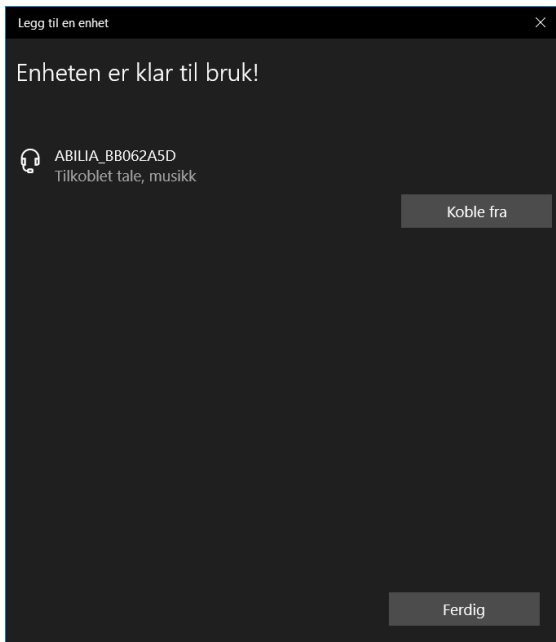 Legg til en enhet
Enheten er klar til bruk!
ABILIA_BB062A5D
Tilkoblet tale, musikk
Koble fra
Ferdig